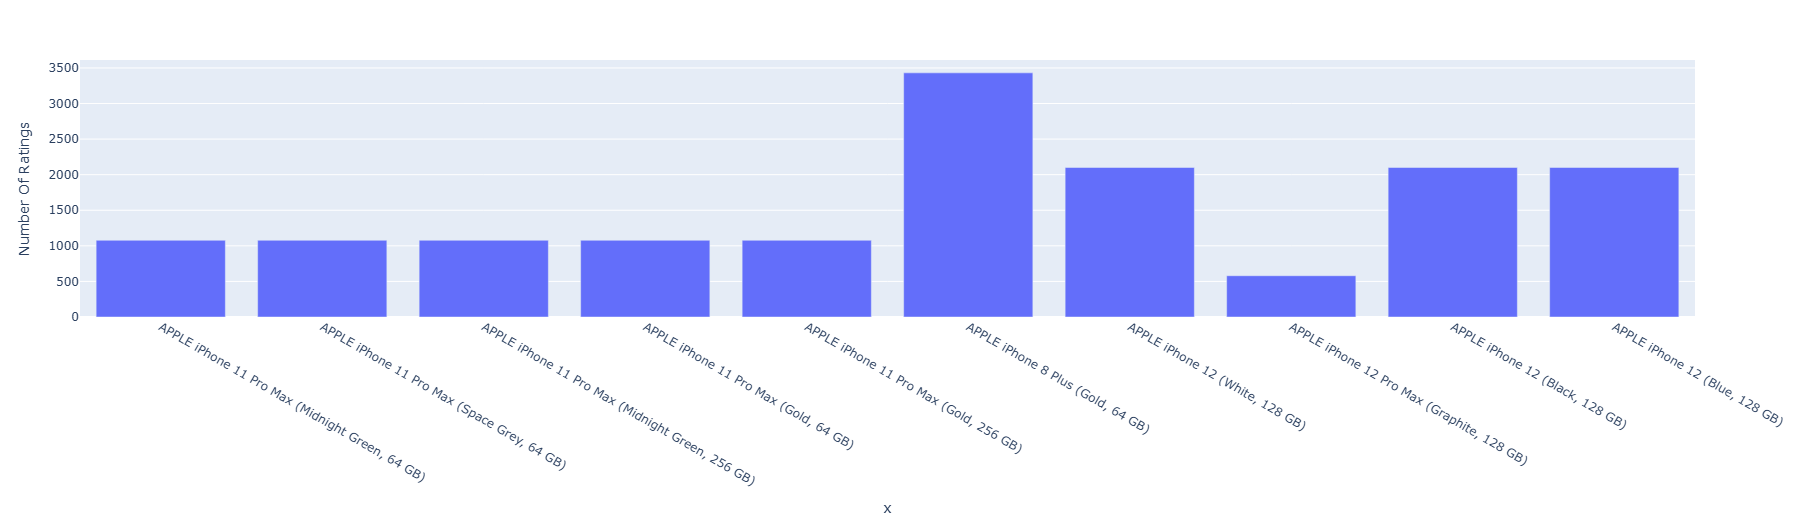 Number Of Ratings
3500
3000
2500
2000
1500
1000
500
0
APPLE iPhone 11 Pro Max (Midnight Green, 64 GB)
APPLE iPhone 11 Pro Max (Space Grey, 64 GB)
APPLE iPhone 11 Pro Max (Midnight Green, 256 GB)
APPLE iPhone 11 Pro Max (Gold, 64 GB)
APPLE iPhone 11 Pro Max (Gold, 256 GB)
APPLE iPhone 8 Plus (Gold, 64 GB)
APPLE iPhone 12 (White, 128 GB)
APPLE iPhone 12 Pro Max (Graphite, 128 GB)
APPLE iPhone 12 (Black, 128 GB)
APPLE iPhone 12 (Blue, 128 GB)
x